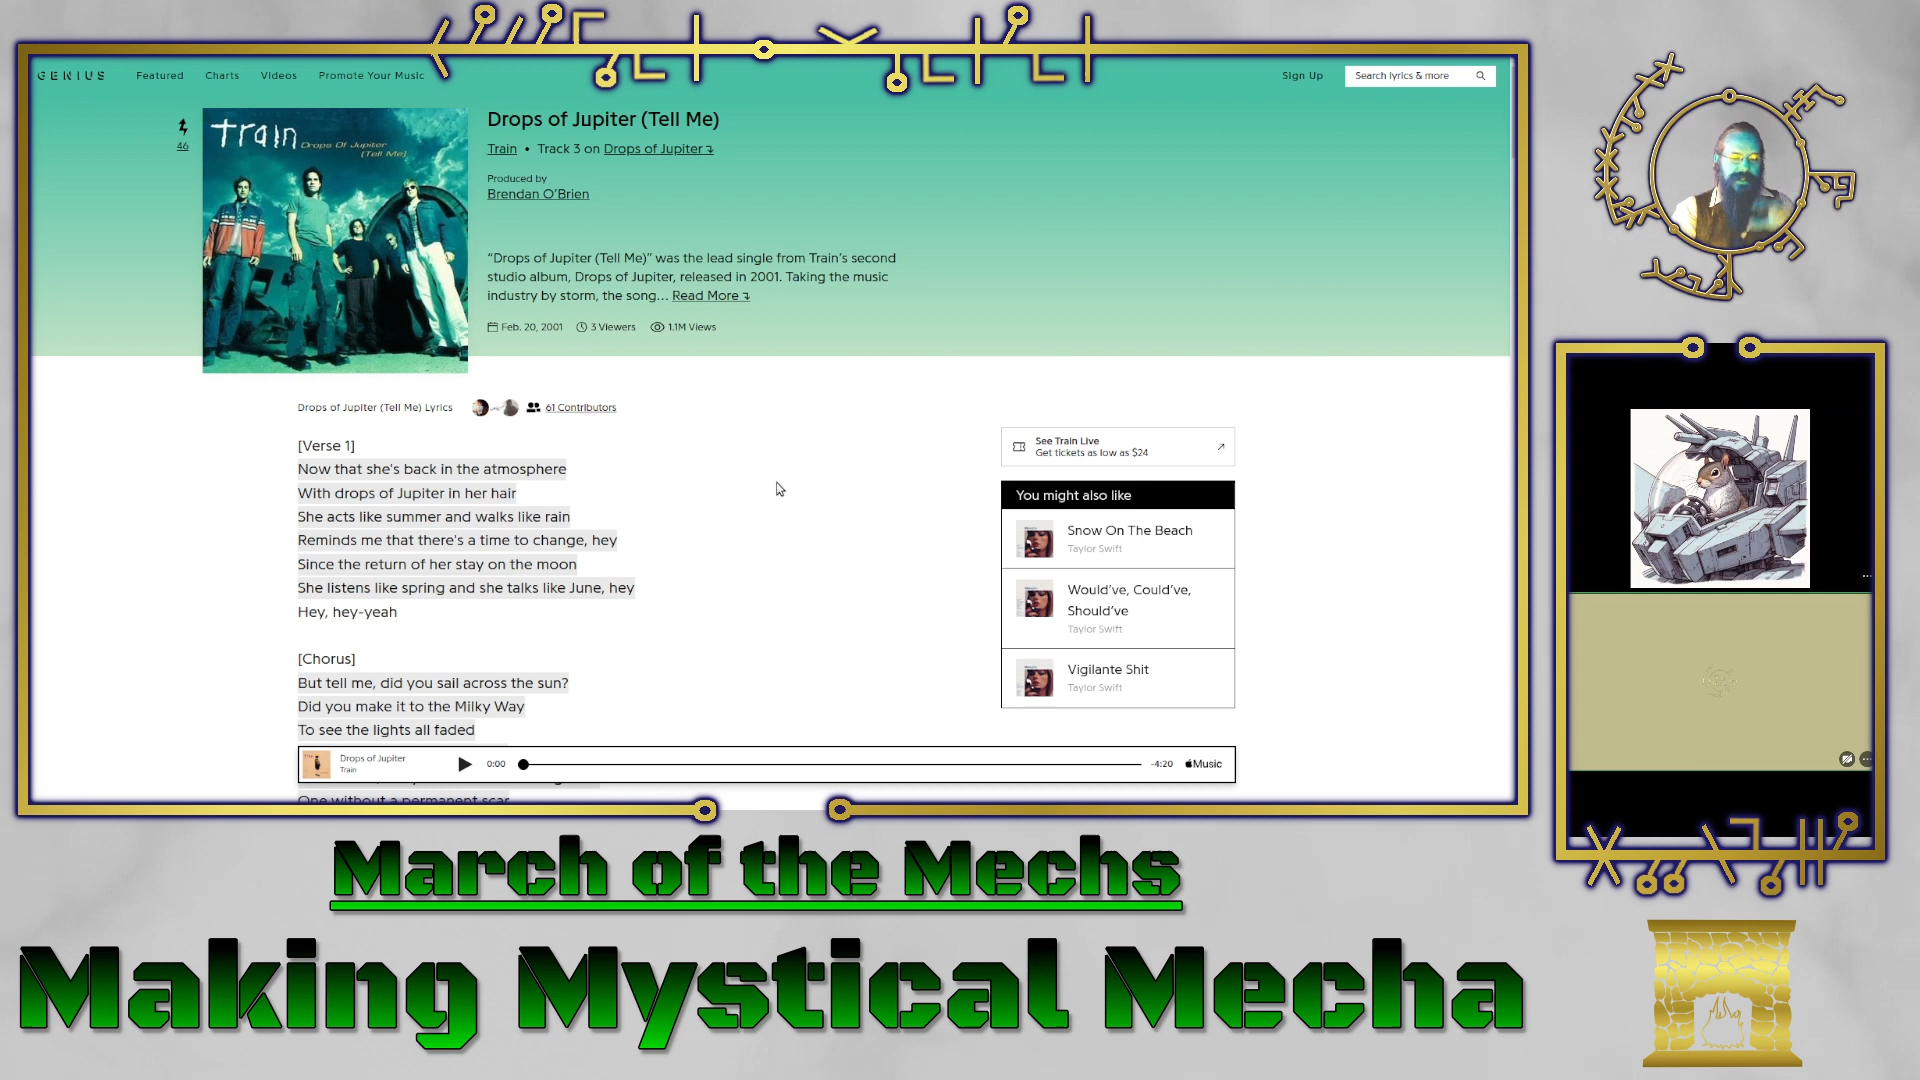 GENIUS
Featured
Charts
Videos
Promote Your Music
Sign Up
Search lyrics & more
46
train
Drops Of Jupiter
(Tell Me)
Drops of Jupiter (Tell Me)
Train • Track 3 on Drops of Jupiter
Produced by
Brendan O’Brien
“Drops of Jupiter (Tell Me)” was the lead single from Train’s second
studio album, Drops of Jupiter, released in 2001. Taking the music
industry by storm, the song… Read More
Feb. 20, 2001
3 Viewers
1.1M Views
Drops of Jupiter (Tell Me) Lyrics
61 Contributors
[Verse 1]
Now that she's back in the atmosphere
With drops of Jupiter in her hair
She acts like summer and walks like rain
Reminds me that there's a time to change, hey
Since the return of her stay on the moon
She listens like spring and she talks like June, hey
Hey, hey-yeah
[Chorus]
But tell me, did you sail across the sun?
Did you make it to the Milky Way
To see the lights all faded
One without a permanent scar
See Train Live
Get tickets as low as $24
You might also like
Snow On The Beach
Taylor Swift
Would’ve, Could’ve,
Should’ve
Taylor Swift
Vigilante Shit
Taylor Swift
Drops of Jupiter
Train
0:00
-4:20
Music
March of the Mechs
Making Mystical Mecha